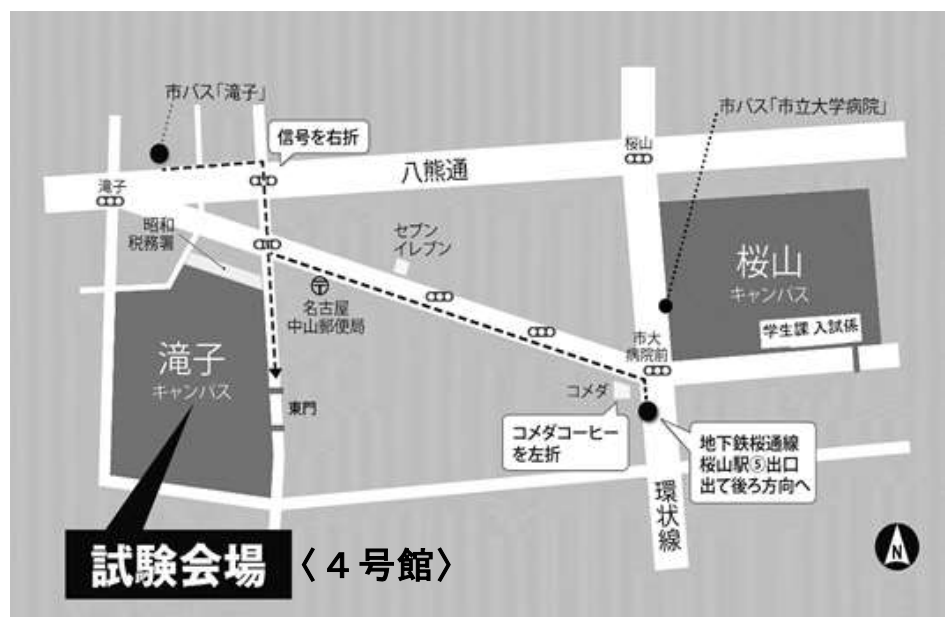 市バス「滝子」
信号を右折
市バス「市立大学病院」
桜山
八熊通
滝子
昭和
税務署
セブン
イレブン
名古屋
中山郵便局
桜山
キャンパス
学生課 入試係
市大
病院前
滝子
キャンパス
コメダ
東門
コメダコーヒー
を左折
地下鉄桜通線
桜山駅⑤出口
出て後ろ方向へ
環状線
試験会場〈4号館〉
N